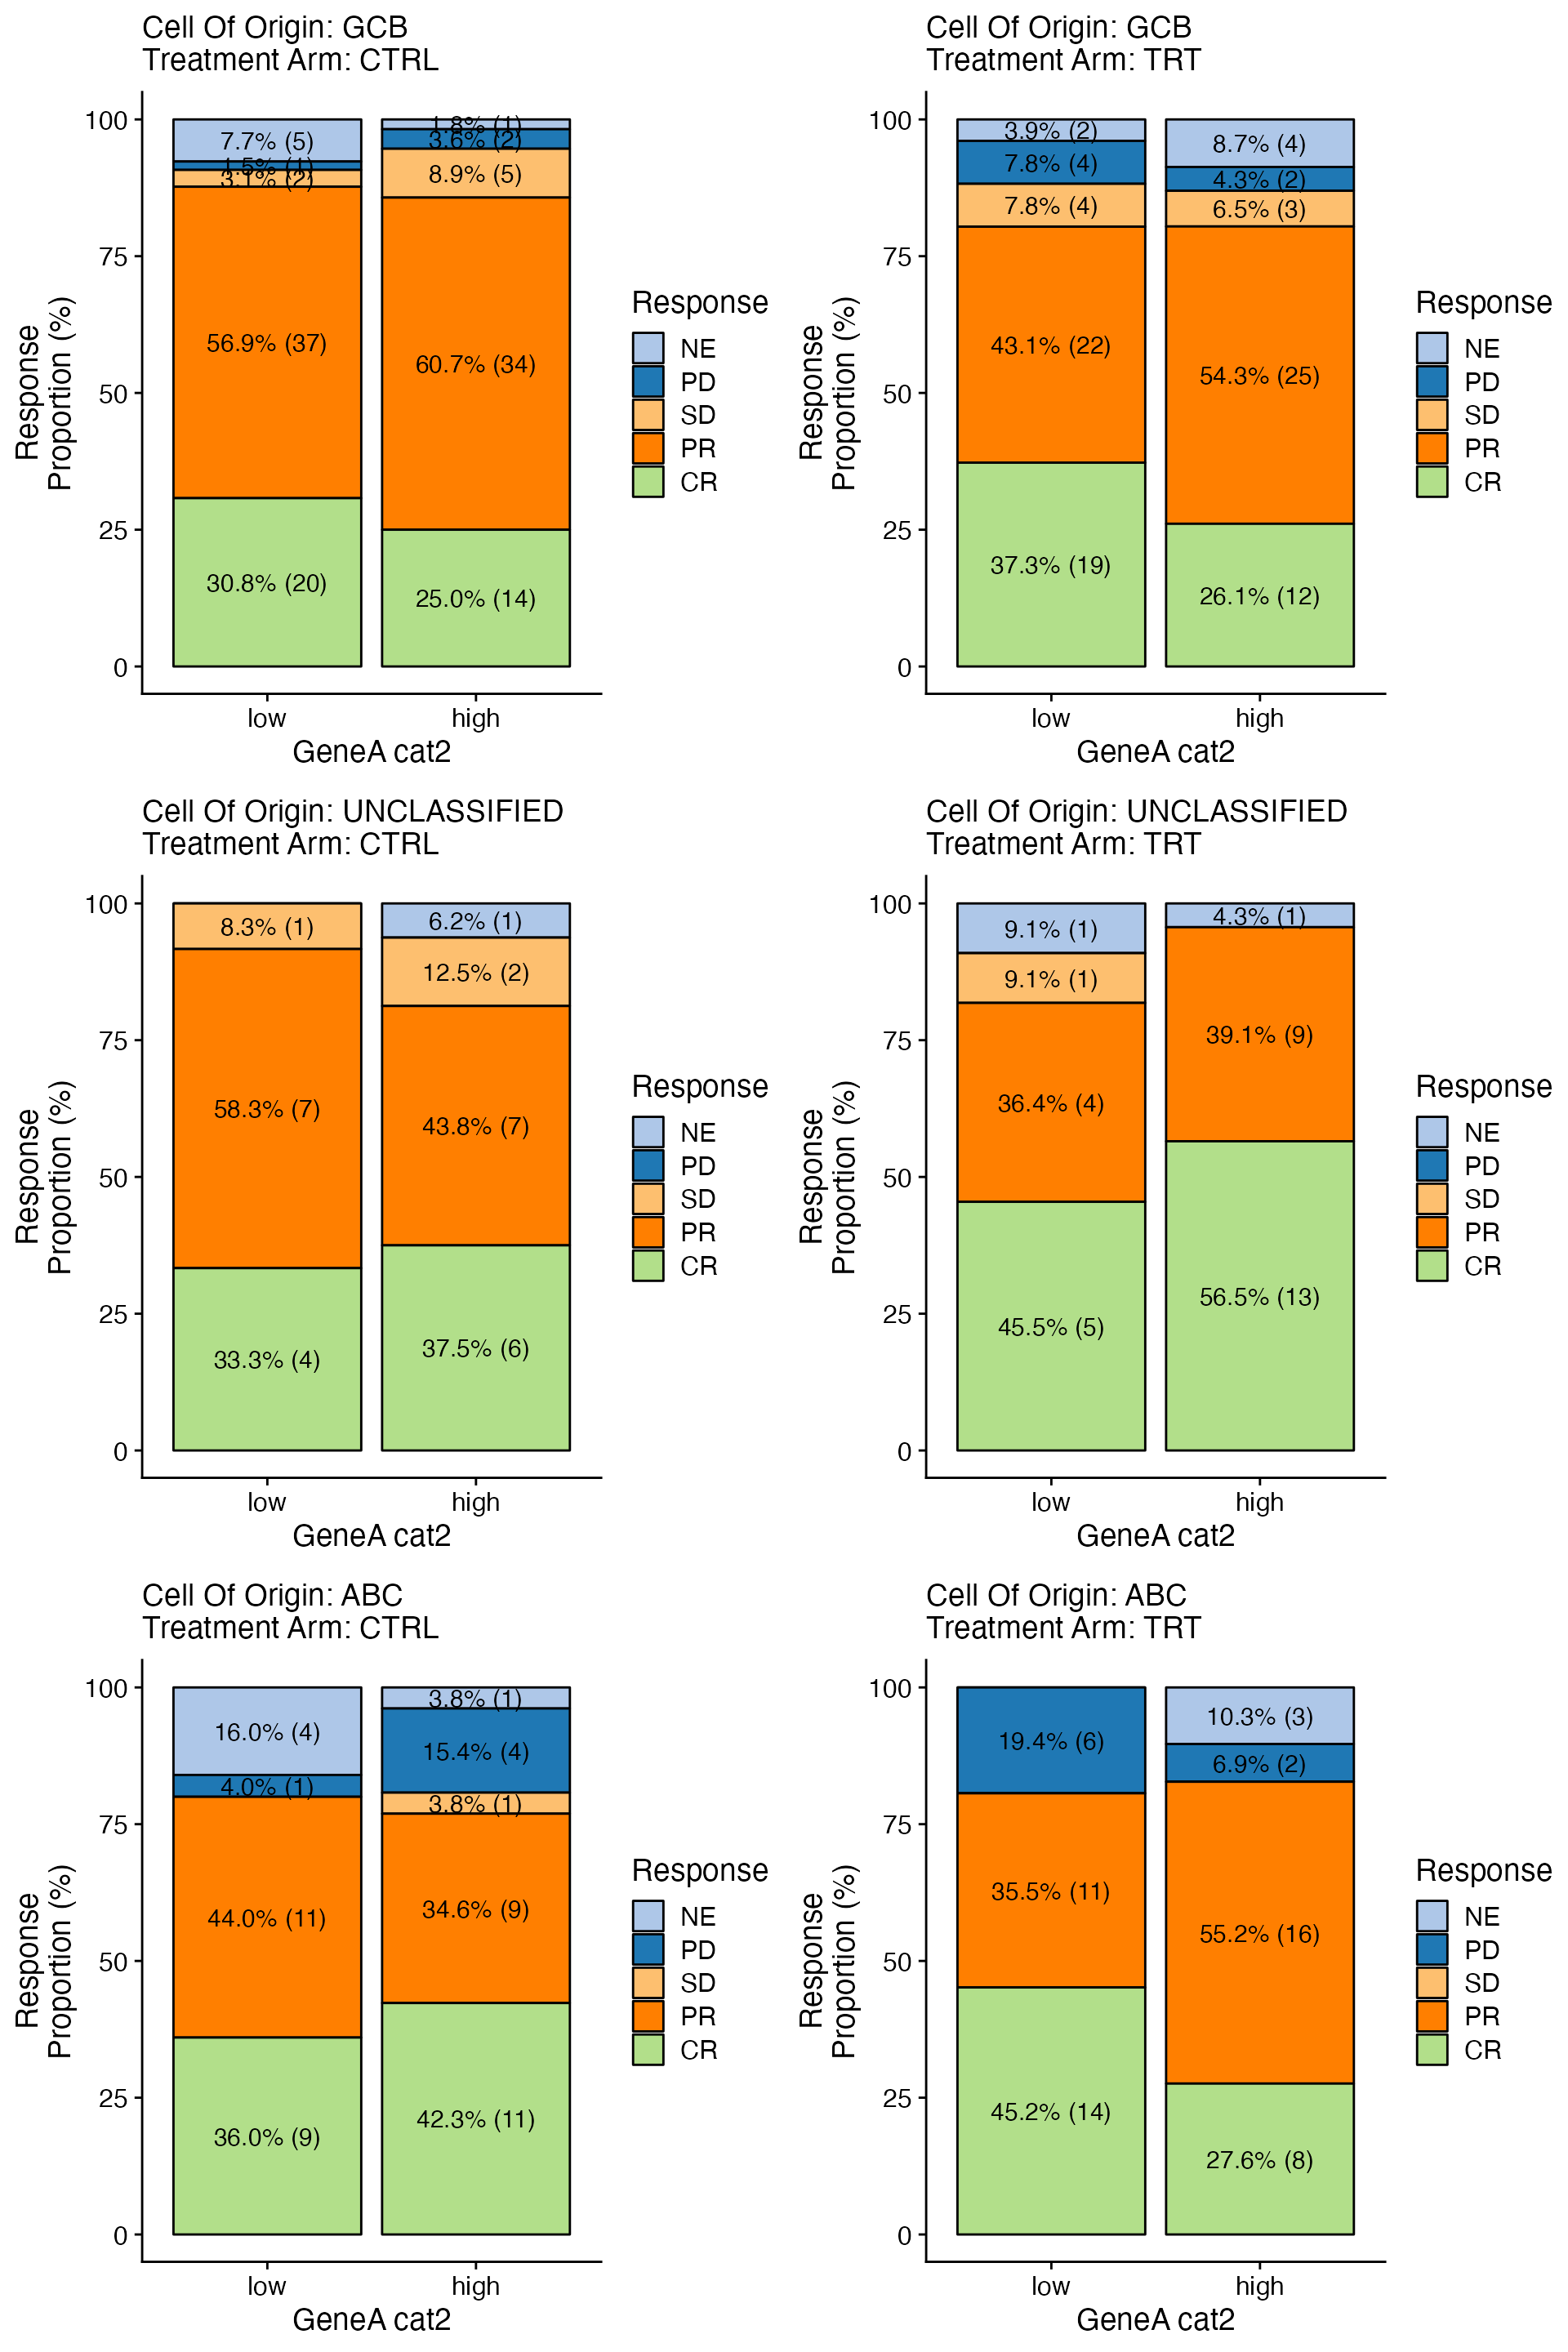 Cell Of Origin: GCB
Treatment Arm: CTRL
Response
Proportion (%)
100
75
50
25
0
7.7% (5)
1.5% (1)
3.1% (2)
56.9% (37)
30.8% (20)
1.8% (1)
3.6% (2)
8.9% (5)
60.7% (34)
25.0% (14)
low
high
GeneA cat2
Response
NE
PD
SD
PR
CR
Cell Of Origin: GCB
Treatment Arm: TRT
Response
Proportion (%)
100
75
50
25
0
3.9% (2)
7.8% (4)
7.8% (4)
43.1% (22)
37.3% (19)
8.7% (4)
4.3% (2)
6.5% (3)
54.3% (25)
26.1% (12)
low
high
GeneA cat2
Response
NE
PD
SD
PR
CR
Cell Of Origin: UNCLASSIFIED
Treatment Arm: CTRL
Response
Proportion (%)
100
75
50
25
0
8.3% (1)
58.3% (7)
33.3% (4)
6.2% (1)
12.5% (2)
43.8% (7)
37.5% (6)
low
high
GeneA cat2
Response
NE
PD
SD
PR
CR
Cell Of Origin: UNCLASSIFIED
Treatment Arm: TRT
Response
Proportion (%)
100
75
50
25
0
9.1% (1)
9.1% (1)
36.4% (4)
45.5% (5)
4.3% (1)
39.1% (9)
56.5% (13)
low
high
GeneA cat2
Response
NE
PD
SD
PR
CR
Cell Of Origin: ABC
Treatment Arm: CTRL
Response
Proportion (%)
100
75
50
25
0
16.0% (4)
4.0% (1)
44.0% (11)
36.0% (9)
3.8% (1)
15.4% (4)
3.8% (1)
34.6% (9)
42.3% (11)
low
high
GeneA cat2
Response
NE
PD
SD
PR
CR
Cell Of Origin: ABC
Treatment Arm: TRT
Response
Proportion (%)
100
75
50
25
0
19.4% (6)
35.5% (11)
45.2% (14)
10.3% (3)
6.9% (2)
55.2% (16)
27.6% (8)
low
high
GeneA cat2
Response
NE
PD
SD
PR
CR